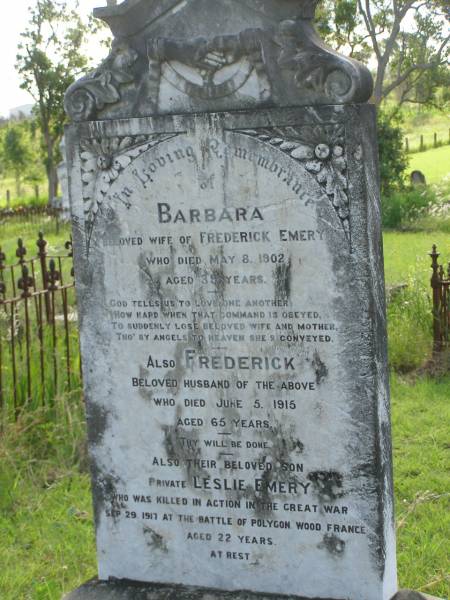 In Loving Remembrance
of
BARBARA
BELOVED WIFE OF FREDERICK EMERY
WHO DIED MAY 8, 1902
AGED YEARS.
GOD TELLS US TO LOVE ONE ANOTHER
HOW HARD WHEN THAT COMMAND IS OBEYED,
TO SUDDENLY LOSE BELOVED WIFE AND MOTHER,
THO' BY ANGELS TO HEAVEN SHE'S CONVEYED.
ALSO FREDERICK
BELOVED HUSBAND OF THE ABOVE
WHO DIED JUNE 5, 1915
AGED 65 YEARS,
THY WILL BE DONE
ALSO THEIR BELOVED SON
PRIVATE LESLIE EMERY
WHO WAS KILLED IN ACTION IN THE GREAT WAR
SEP 29, 1917 AT THE BATTLE OF POLYGON WOOD FRANCE
AGED 22 YEARS.
AT REST